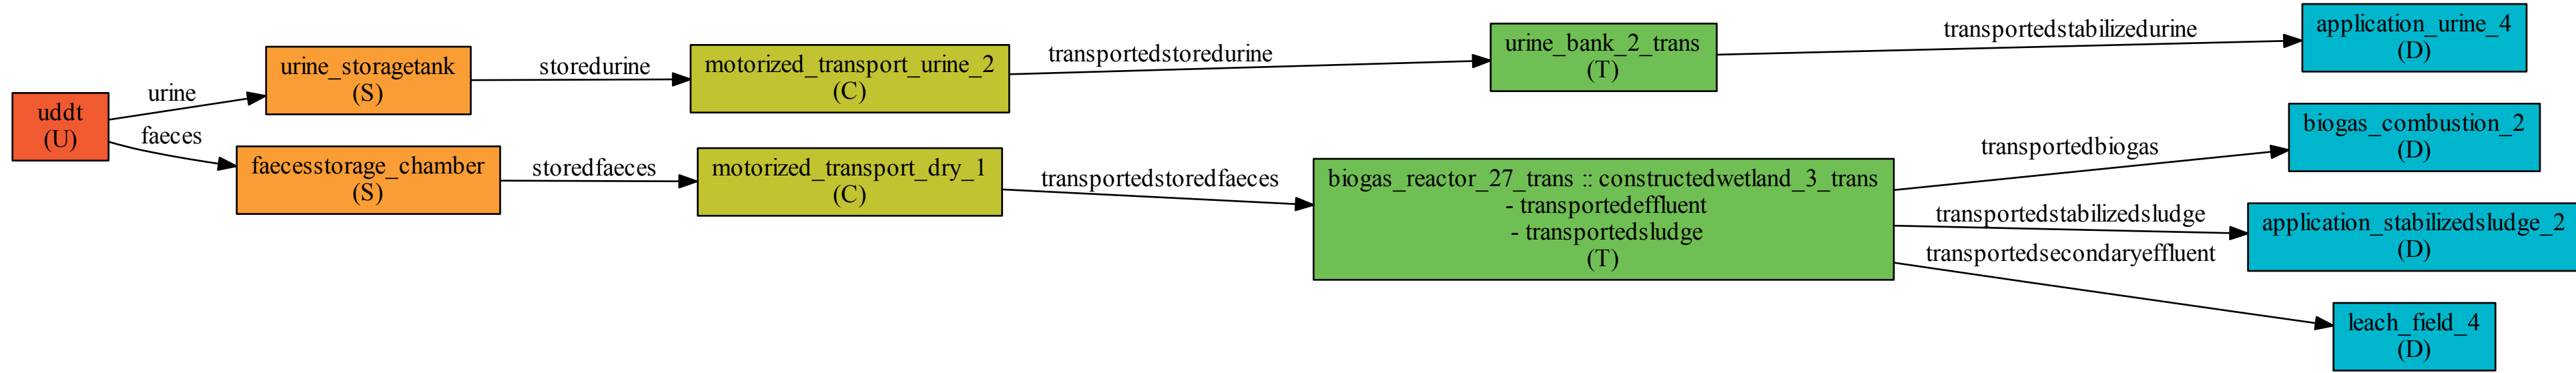 uddt
(U)
urine
faeces
urine_storagetank
(S)
faecesstorage_chamber
(S)
storedurine
storedfaeces
motorized_transport_urine_2
(C)
motorized_transport_dry_1
(C)
transportedstoredurine
transportedstoredfaeces
urine_bank_2_trans
(T)
biogas_reactor_27_trans :: constructedwetland_3_trans
- transportedeffluent
- transportedsludge
(T)
transportedstabilizedurine
transportedbiogas
transportedstabilizedsludge
transportedsecondaryeffluent
application_urine_4
(D)
biogas_combustion_2
(D)
application_stabilizedsludge_2
(D)
leach_field_4
(D)